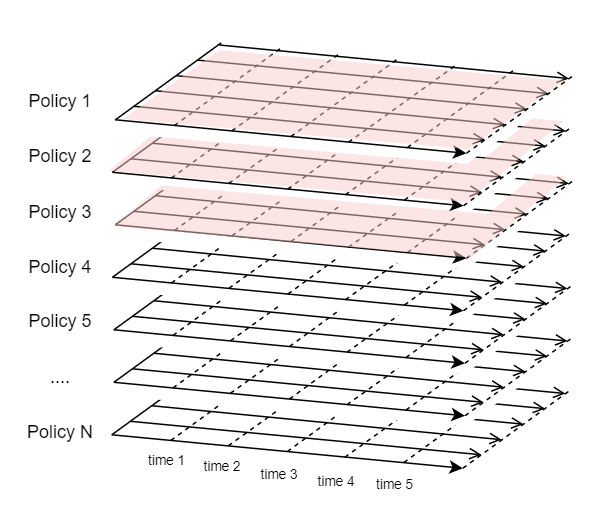 Policy 1
Policy 2
Policy 3
Policy 4
Policy 5
....
Policy N
time 1
time 2
time 3
time 4
time 5